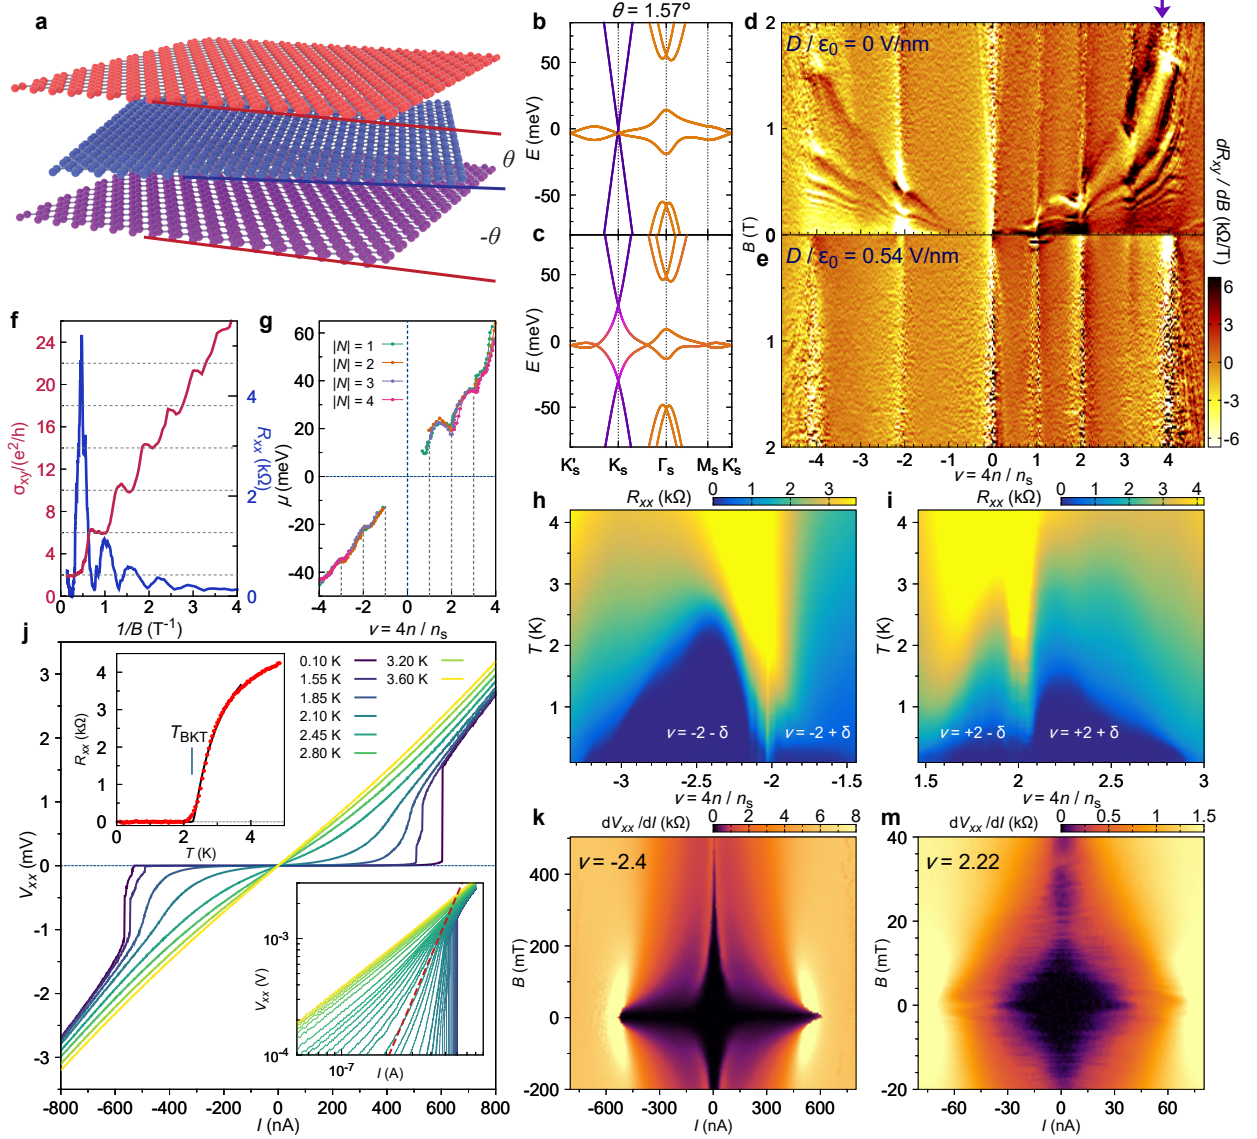 a
θ
-θ
b
θ = 1.57°
E (meV)
50
0
-50
c
E (meV)
50
0
-50
K's
Ks
Γs
Ms
K's
d
D / ε0 = 0 V/nm
2
1
0
B (T)
e
D / ε0 = 0.54 V/nm
1
2
-4
-3
-2
-1
0
1
2
3
4
ν = 4n / ns
dRxy / dB (KΩ/T)
6
3
0
-3
-6
f
σxy/(e²/h)
24
20
16
12
8
4
0
Rxx (kΩ)
4
2
0
0
1
2
3
4
1/B (T⁻¹)
g
μ (meV)
60
40
20
0
-20
-40
|N| = 1
|N| = 2
|N| = 3
|N| = 4
-4
-2
0
2
4
ν = 4n / ns
h
Rxx (kΩ)
0
1
2
3
T (K)
4
3
2
1
ν = -2 - δ
ν = -2 + δ
-3
-2.5
-2
-1.5
ν = 4n / ns
i
Rxx (kΩ)
0
1
2
3
4
T (K)
4
3
2
1
ν = +2 - δ
ν = +2 + δ
1.5
2
2.5
3
ν = 4n / ns
j
Vxx (mV)
3
2
1
0
-1
-2
-3
-800
-600
-400
-200
0
200
400
600
800
I (nA)
0.10 K
1.55 K
1.85 K
2.10 K
2.45 K
2.80 K
3.20 K
3.60 K
Rxx (kΩ)
4
3
2
1
0
TBKT
0
2
4
T (K)
Vxx (V)
10⁻³
10⁻⁴
10⁻⁷
I (A)
k
dVxx /dI (kΩ)
0
2
4
6
8
ν = -2.4
B (mT)
400
200
0
-200
-600
-300
0
300
600
I (nA)
m
dVxx /dI (kΩ)
0
0.5
1
1.5
ν = 2.22
B (mT)
40
20
0
-20
-60
-30
0
30
60
I (nA)